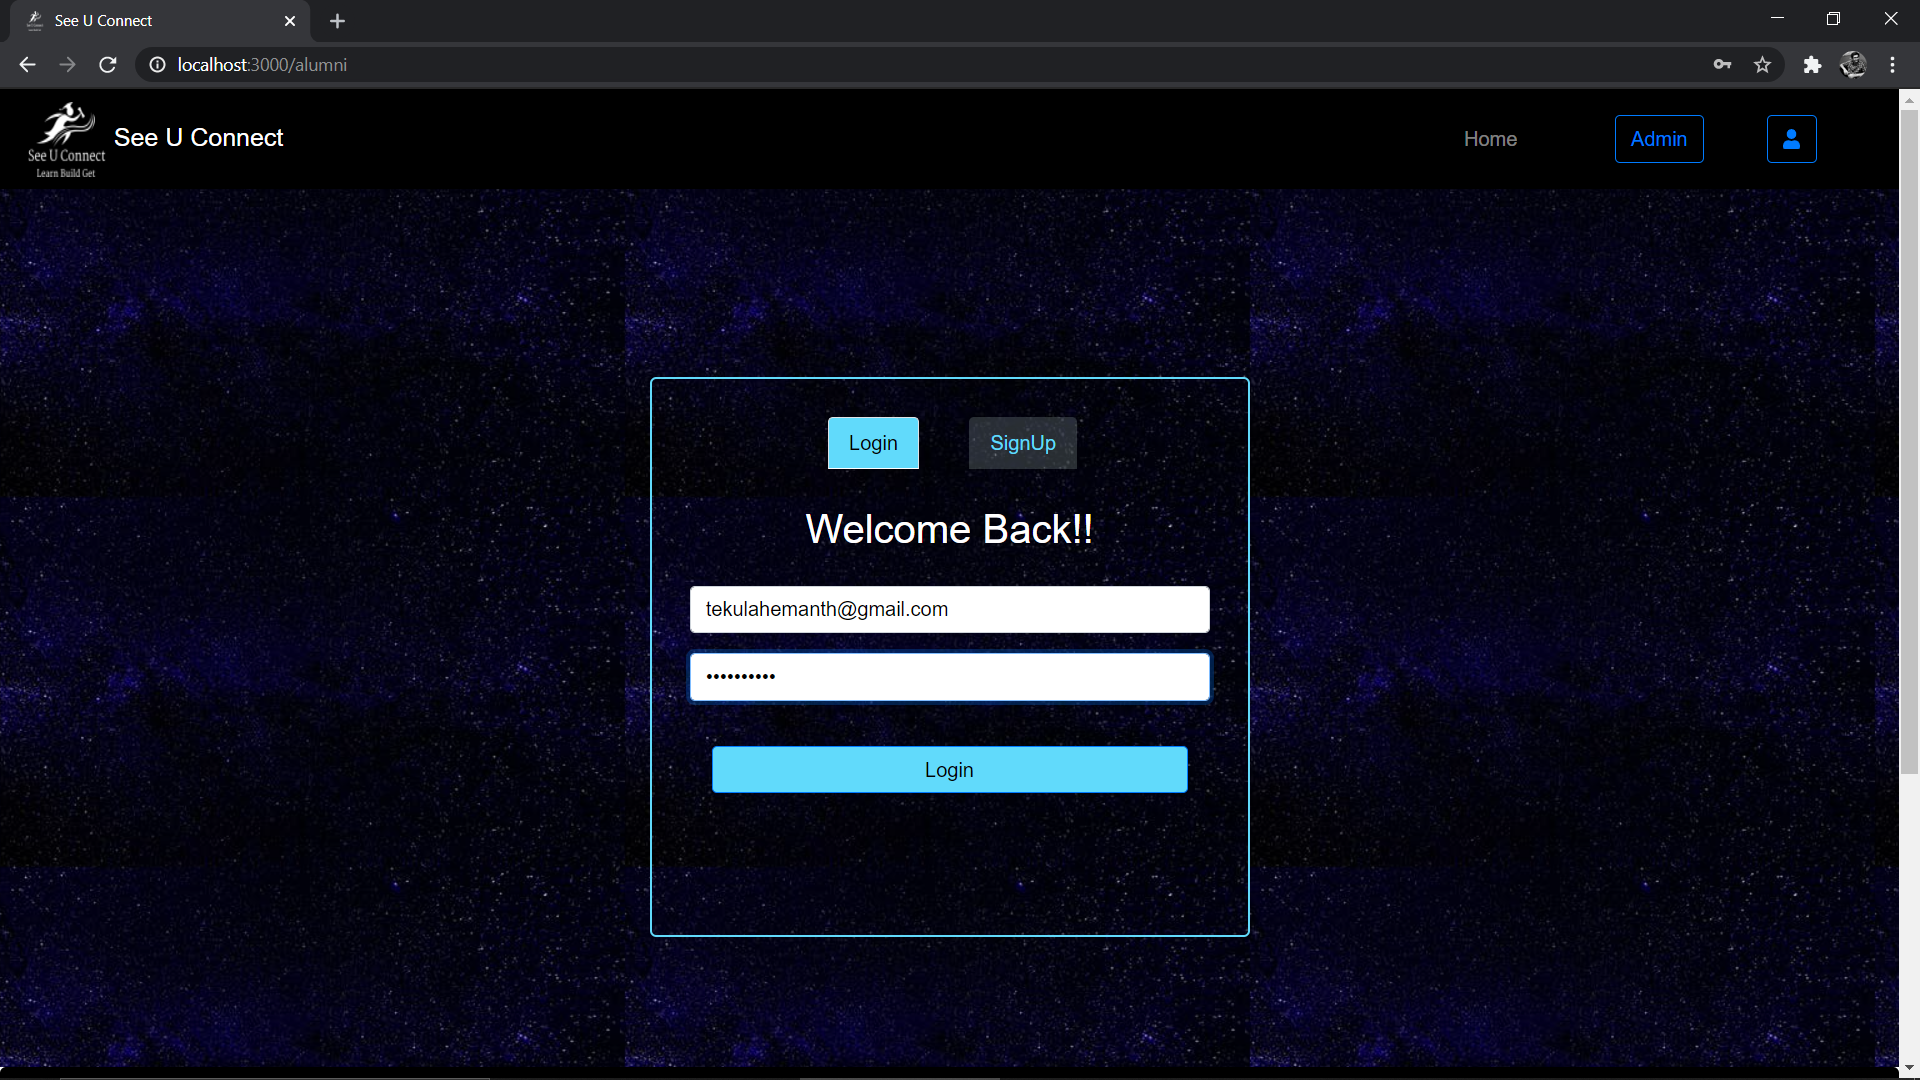 See U Connect
localhost:3000/alumni
See U Connect
Learn Build Get
See U Connect
Home
Admin
Login
SignUp
Welcome Back!!
tekulahemanth@gmail.com
••••••••••
Login